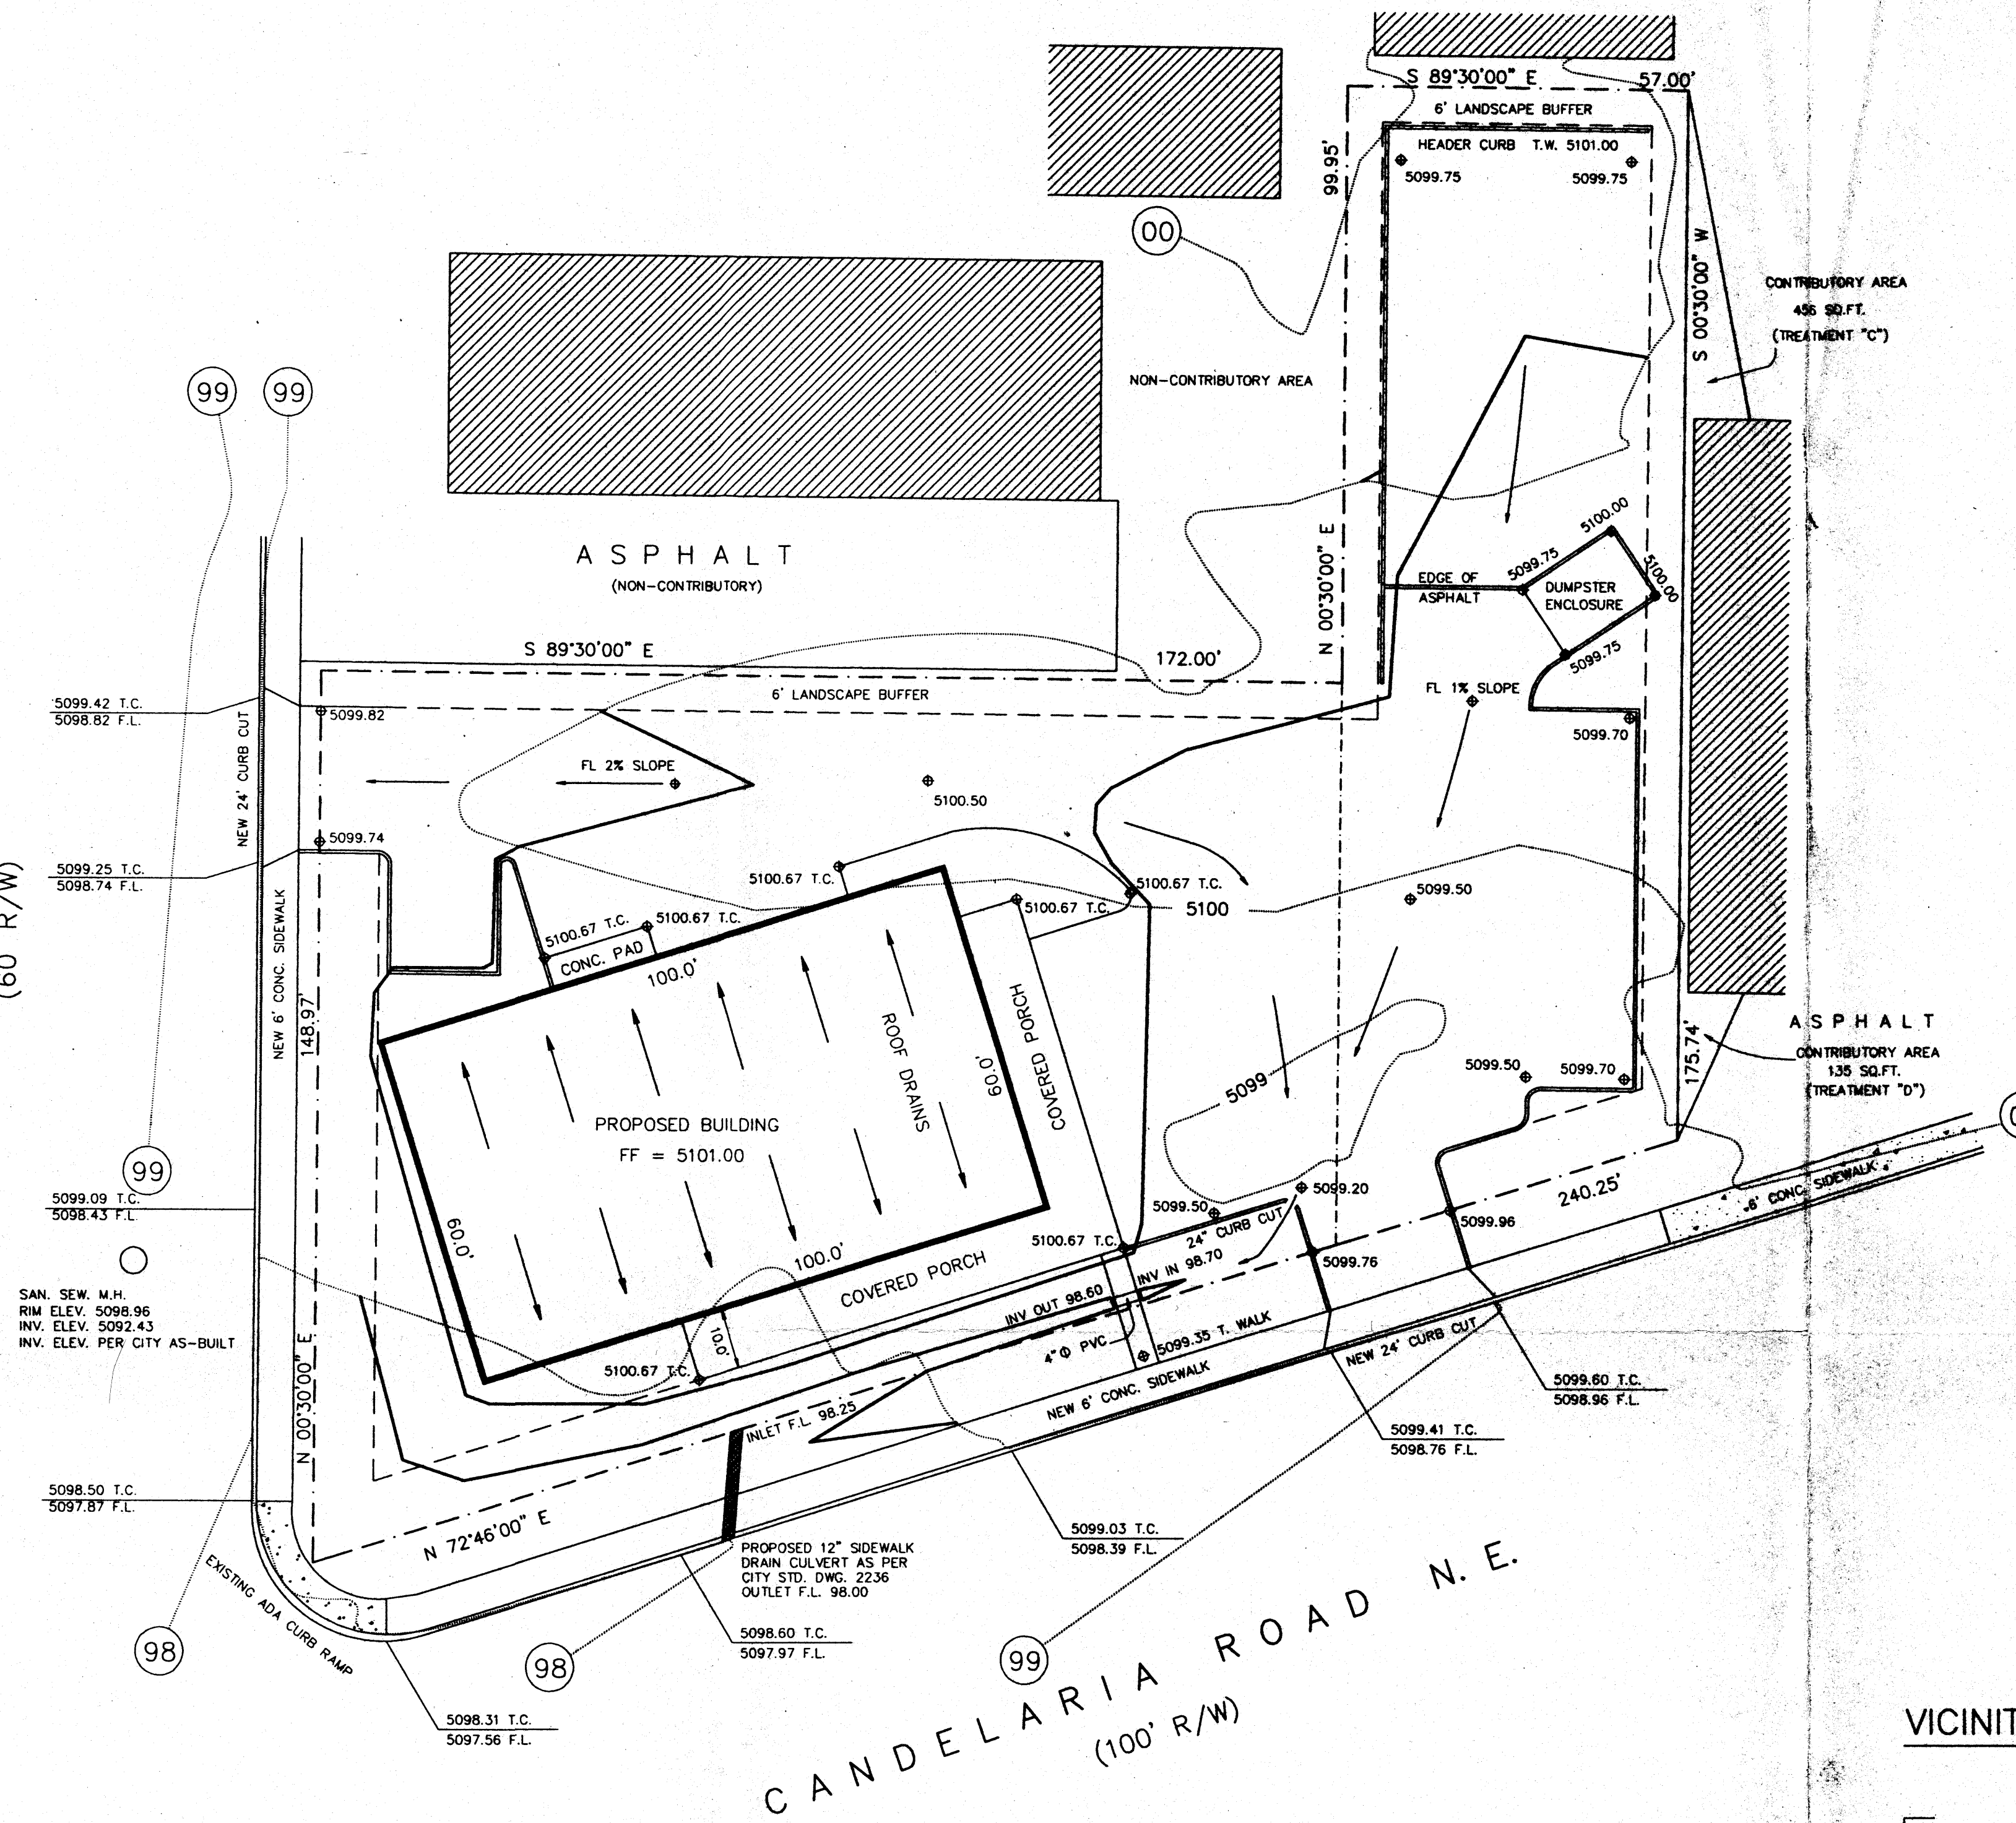 S 89°30'00" E
57.00'
6' LANDSCAPE BUFFER
HEADER CURB T.W. 5101.00
5099.75
5099.75
99.95'
00
S 00°30'00" W
CONTRIBUTORY AREA
456 SQ.FT.
(TREATMENT "C")
NON-CONTRIBUTORY AREA
99
99
ASPHALT
(NON-CONTRIBUTORY)
N 00°30'00" E
5100.00
5099.75
5100.00
EDGE OF
ASPHALT
DUMPSTER
ENCLOSURE
5099.75
S 89°30'00" E
172.00'
6' LANDSCAPE BUFFER
FL 1% SLOPE
5099.42 T.C.
5098.82 F.L.
5099.82
5099.70
NEW 24' CURB CUT
FL 2% SLOPE
5100.50
5099.74
5099.25 T.C.
5098.74 F.L.
(60' R/W)
5100.67 T.C.
5100.67 T.C.
5099.50
5100.67 T.C.
5100
5100.67 T.C.
5100.67 T.C.
CONC. PAD
100.0'
NEW 6' CONC. SIDEWALK
148.97'
ROOF DRAINS
COVERED PORCH
60.0'
ASPHALT
CONTRIBUTORY AREA
135 SQ.FT.
(TREATMENT "D")
175.74'
5099.50
5099.70
5099
PROPOSED BUILDING
FF = 5101.00
99
5099.09 T.C.
5098.43 F.L.
60.0'
100.0'
COVERED PORCH
5099.20
5099.50
24" CURB CUT
5099.96
240.25'
6' CONC. SIDEWALK
5100.67 T.C.
INV IN 98.70
5099.76
INV OUT 98.60
4"Φ PVC
5099.35 T. WALK
SAN. SEW. M.H.
RIM ELEV. 5098.96
INV. ELEV. 5092.43
INV. ELEV. PER CITY AS-BUILT
N 00°30'00" E
10.0'
5100.67 T.C.
NEW 24' CURB CUT
NEW 6' CONC. SIDEWALK
5099.60 T.C.
5098.96 F.L.
5099.41 T.C.
5098.76 F.L.
INLET F.L. 98.25
5098.50 T.C.
5097.87 F.L.
N 72°46'00" E
5099.03 T.C.
5098.39 F.L.
PROPOSED 12" SIDEWALK
DRAIN CULVERT AS PER
CITY STD. DWG. 2236
OUTLET F.L. 98.00
EXISTING ADA CURB RAMP
98
98
99
5098.60 T.C.
5097.97 F.L.
5098.31 T.C.
5097.56 F.L.
CANDELARIA ROAD N.E.
(100' R/W)
VICINIT